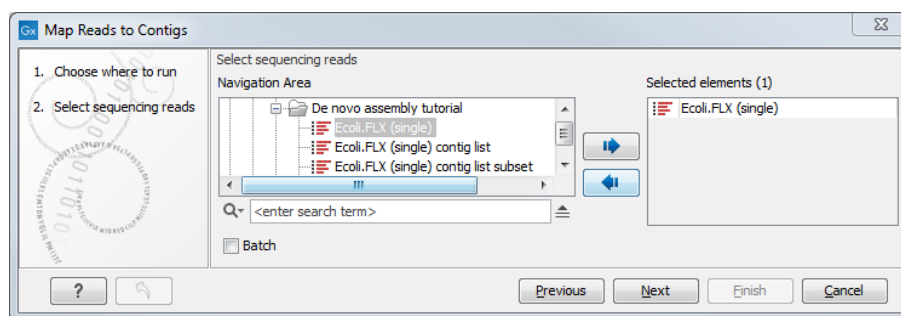 Gx Map Reads to Contigs
1. Choose where to run
2. Select sequencing reads
Select sequencing reads
Navigation Area
De novo assembly tutorial
Ecoli.FLX (single)
Ecoli.FLX (single) contig list
Ecoli.FLX (single) contig list subset
<enter search term>
Batch
Selected elements (1)
Ecoli.FLX (single)
?
Previous
Next
Finish
Cancel